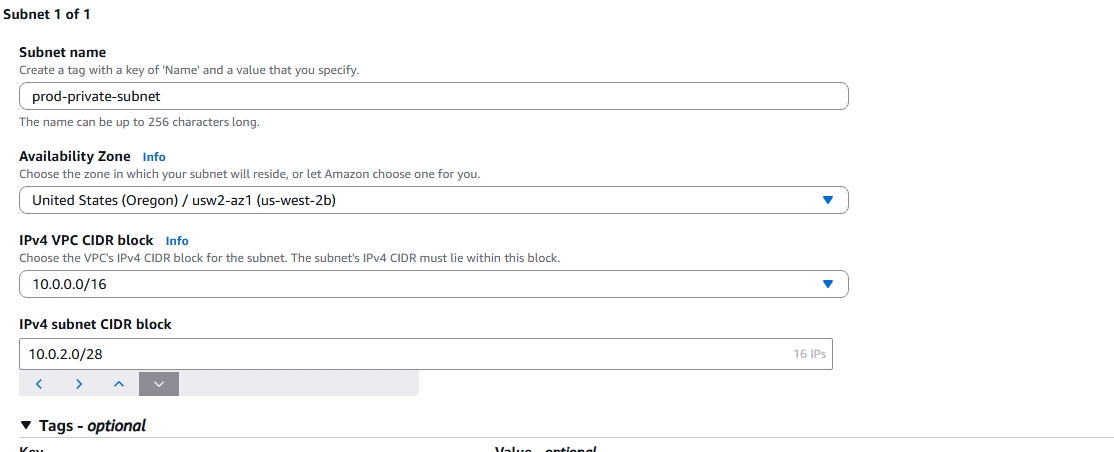 Subnet 1 of 1
Subnet name
Create a tag with a key of 'Name' and a value that you specify.
prod-private-subnet
The name can be up to 256 characters long.
Availability Zone Info
Choose the zone in which your subnet will reside, or let Amazon choose one for you.
United States (Oregon) / usw2-az1 (us-west-2b)
IPv4 VPC CIDR block Info
Choose the VPC's IPv4 CIDR block for the subnet. The subnet's IPv4 CIDR must lie within this block.
10.0.0.0/16
IPv4 subnet CIDR block
10.0.2.0/28 16 IPs
Tags - optional
Key Value - optional